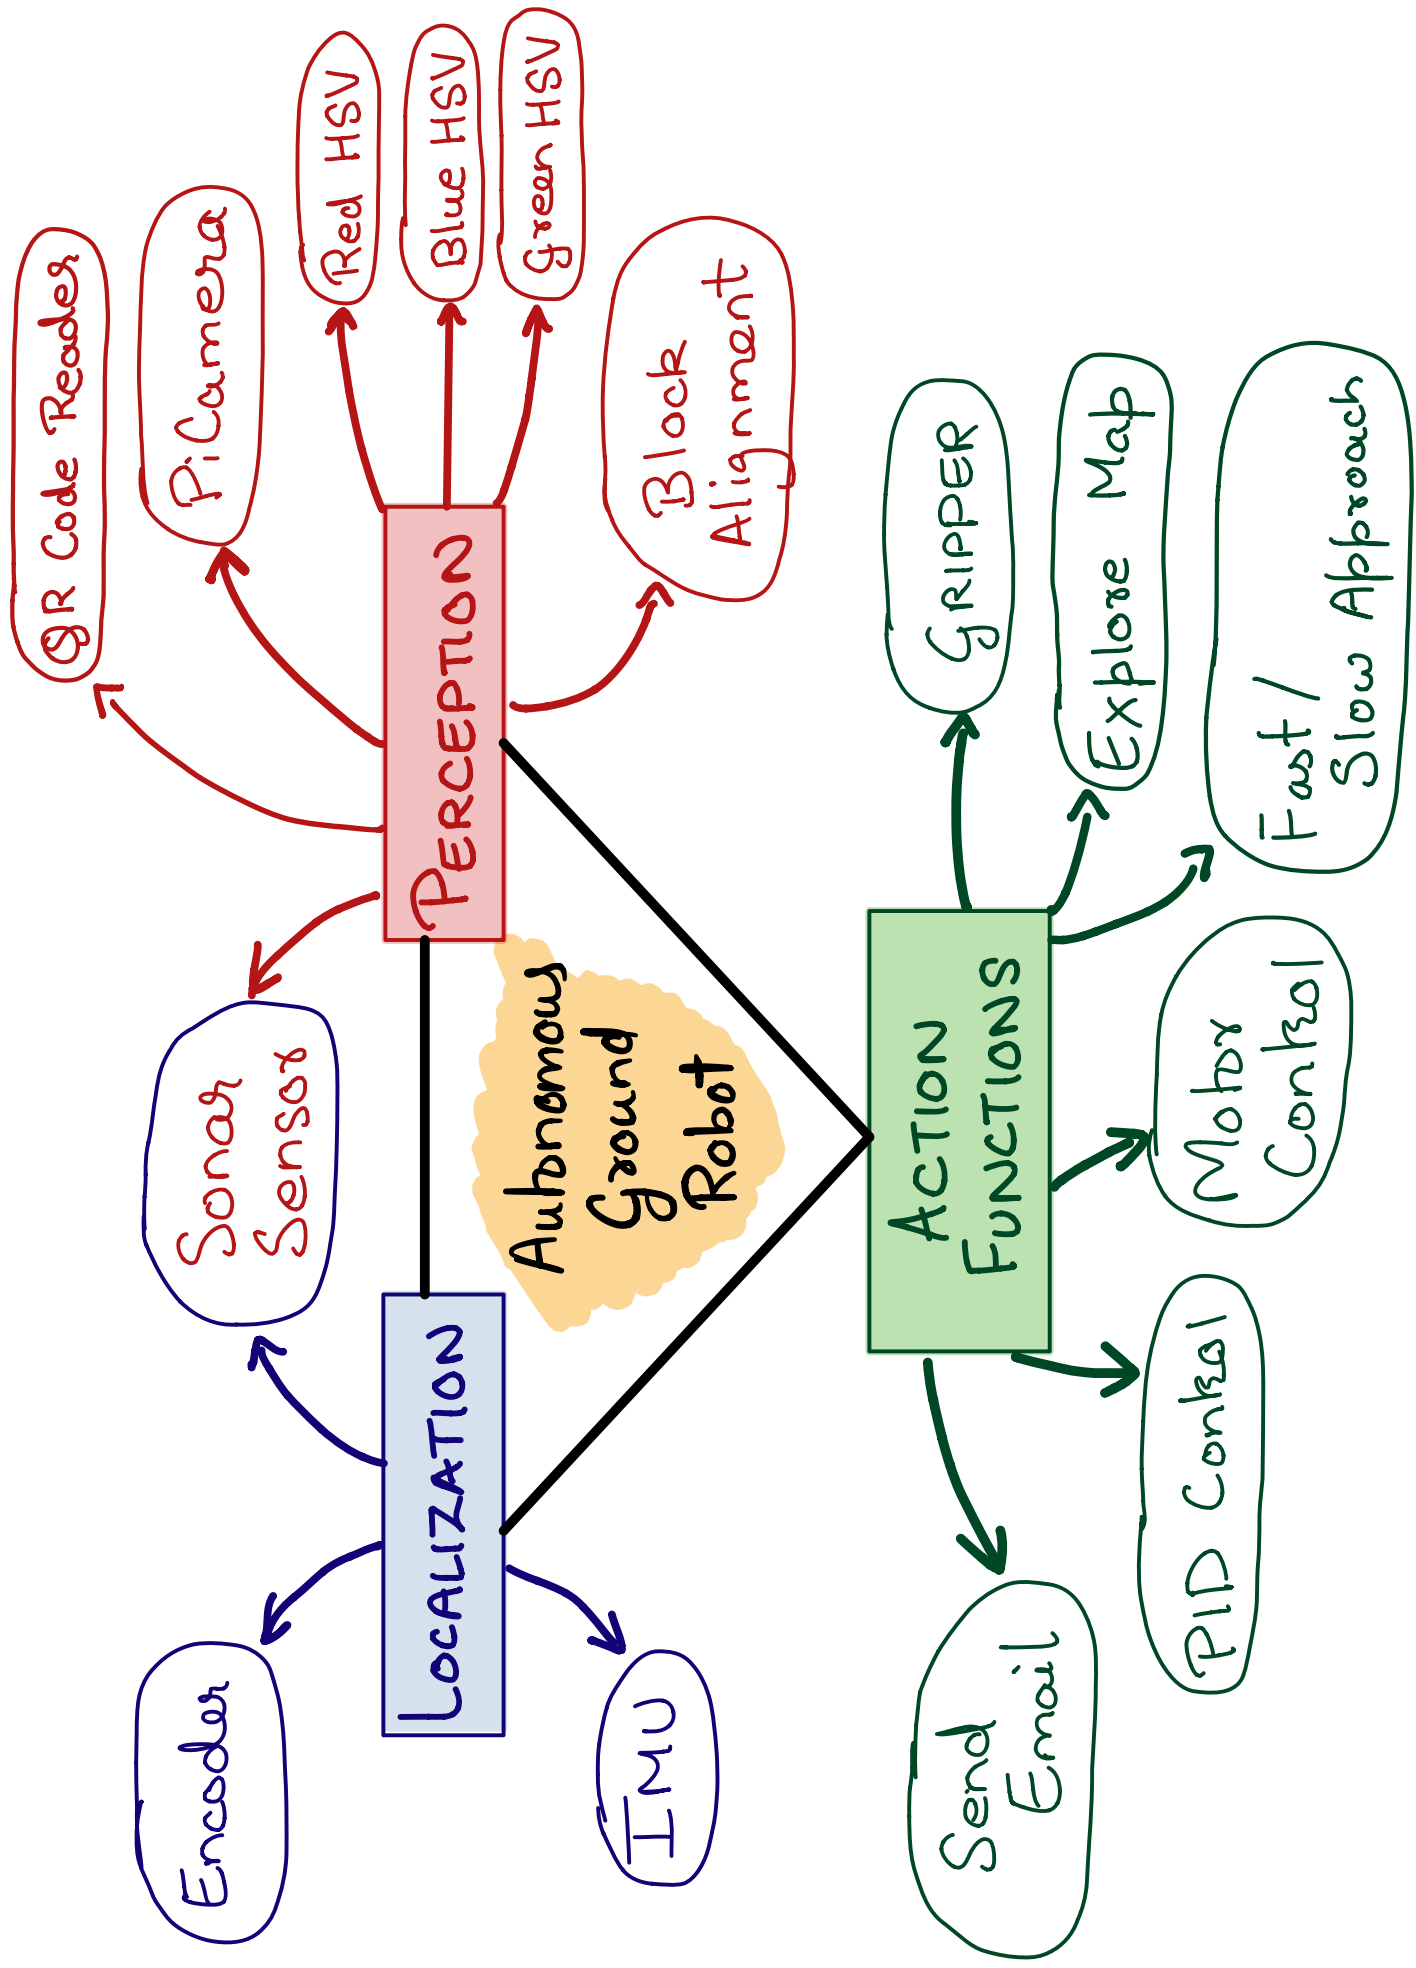 Encoder
Sonar
Sensor
QR Code Reader
PiCamera
Red HSV
Blue HSV
Green HSV
LOCALIZATION
PERCEPTION
IMU
Autonomous
Ground
Robot
Block
Alignment
ACTION
FUNCTIONS
GRIPPER
Explore Map
Fast/
Slow Approach
Send
Email
PID Control
Motor
Control